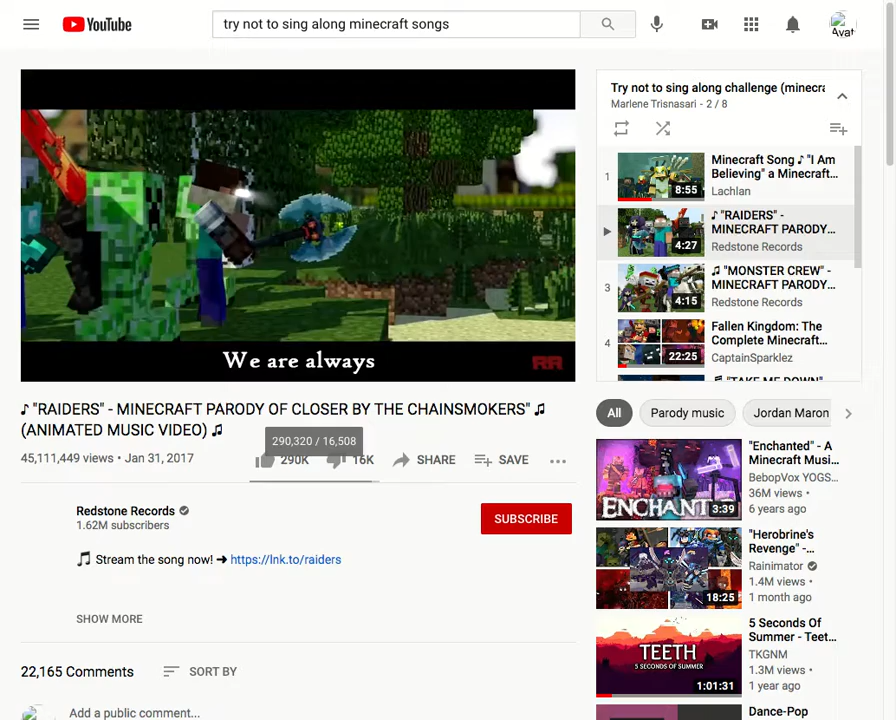 YouTube
try not to sing along minecraft songs
Avat
We are always
RR
♪ "RAIDERS" - MINECRAFT PARODY OF CLOSER BY THE CHAINSMOKERS" ♫
(ANIMATED MUSIC VIDEO) ♫
290,320 / 16,508
45,111,449 views • Jan 31, 2017
290K
16K
SHARE
SAVE
Redstone Records
1.62M subscribers
SUBSCRIBE
Stream the song now! ➜ https://lnk.to/raiders
SHOW MORE
22,165 Comments
SORT BY
Add a public comment...
Try not to sing along challenge (minecra
Marlene Trisnasari - 2 / 8
1
8:55
Minecraft Song ♪ "I Am
Believing" a Minecraft...
Lachlan
4:27
♪ "RAIDERS" -
MINECRAFT PARODY...
Redstone Records
3
4:15
♫ "MONSTER CREW" -
MINECRAFT PARODY...
Redstone Records
4
22:25
Fallen Kingdom: The
Complete Minecraft...
CaptainSparklez
♬ "TAKE ME DOWN"
All
Parody music
Jordan Maron
ENCHANT
3:39
"Enchanted" - A
Minecraft Musi...
BebopVox YOGS...
36M views •
6 years ago
18:25
"Herobrine's
Revenge" -...
Rainimator
1.4M views •
1 month ago
TEETH
5 SECONDS OF SUMMER
1:01:31
5 Seconds Of
Summer - Teet...
TKGNM
1.3M views •
1 year ago
Dance-Pop